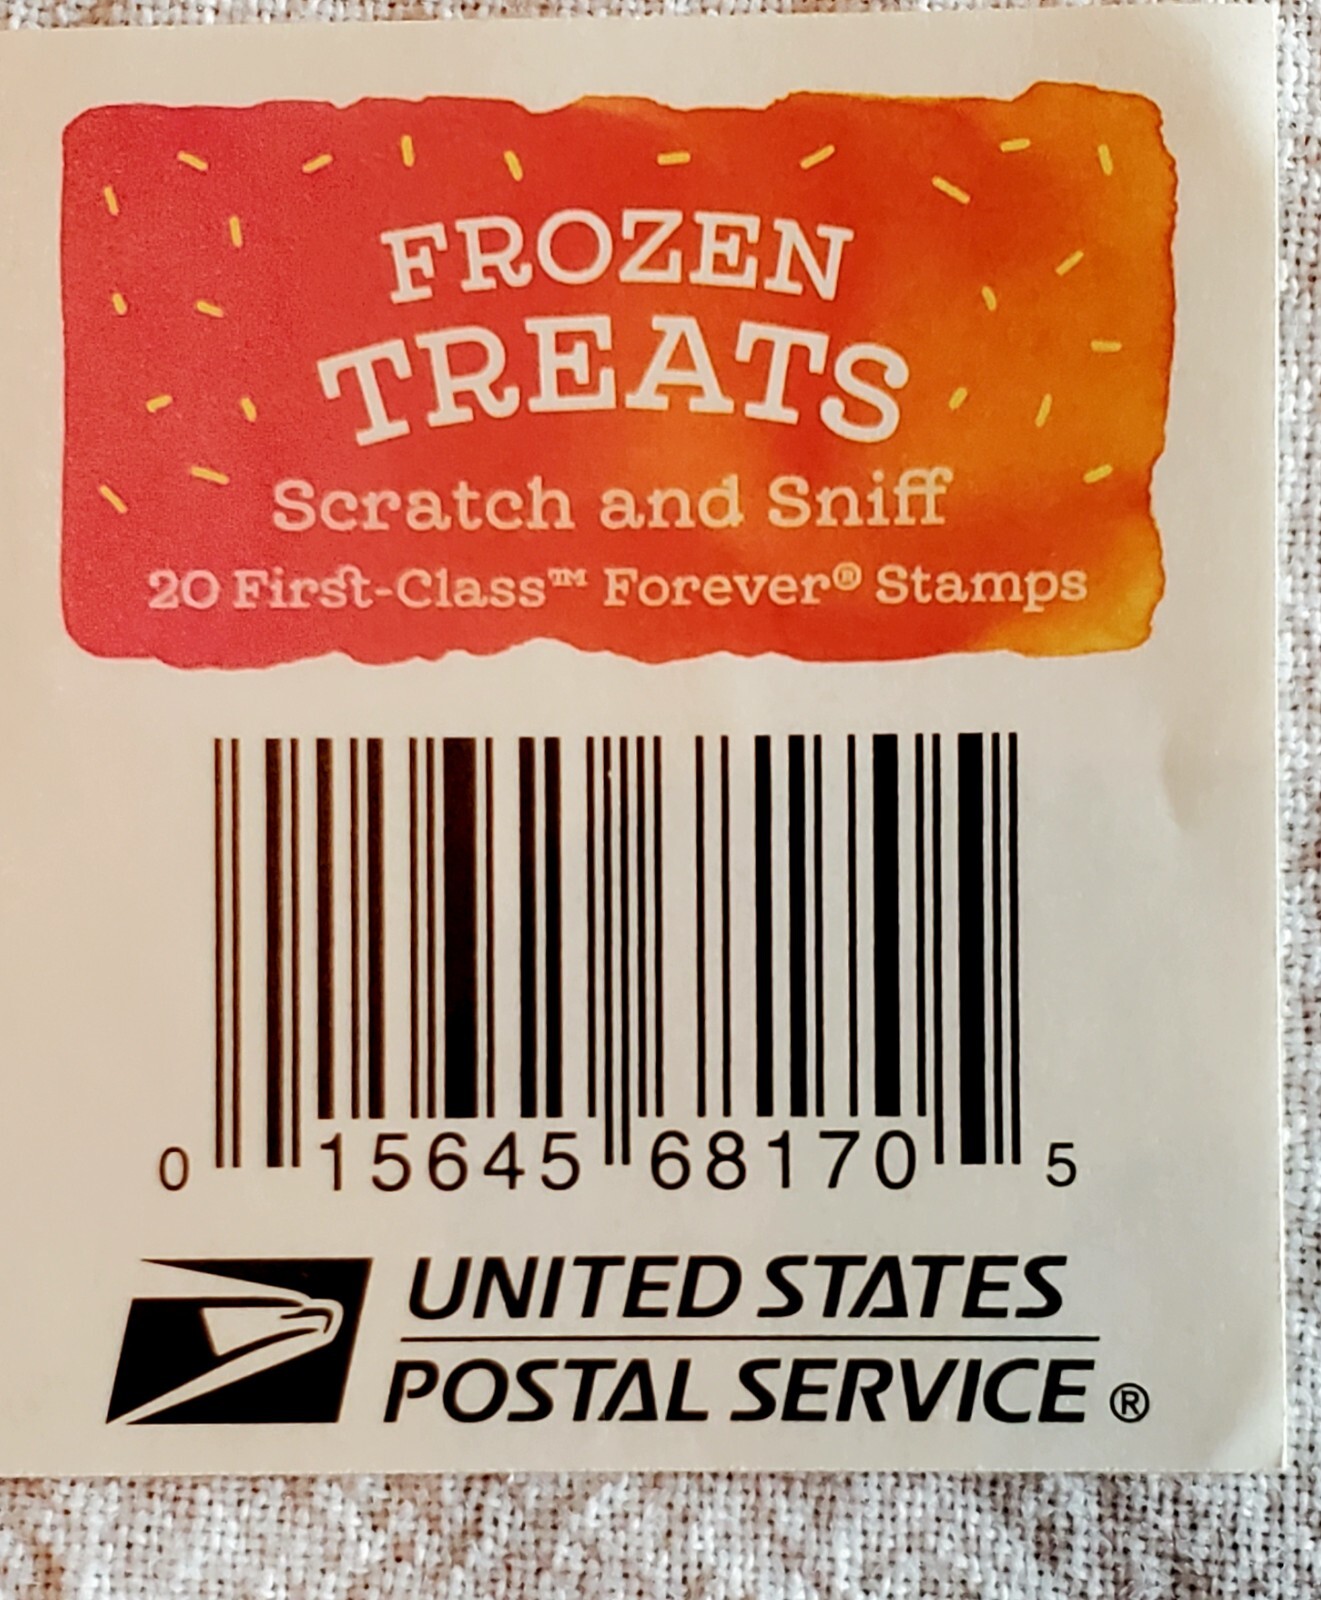 FROZEN
TREATS
Scratch and Sniff
20 First-Class™ Forever® Stamps
0 15645 68170 5
UNITED STATES
POSTAL SERVICE®